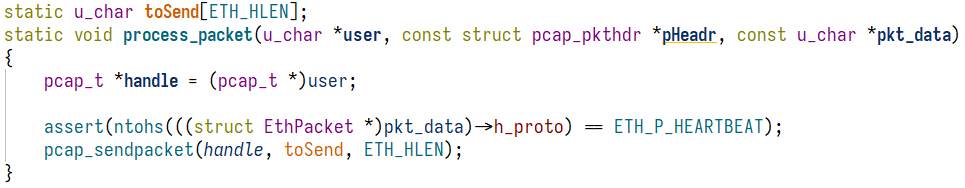 static u_char toSend[ETH_HLEN];
static void process_packet(u_char *user, const struct pcap_pkthdr *pHeadr, const u_char *pkt_data)
{
    pcap_t *handle = (pcap_t *)user;

    assert(ntohs(((struct EthPacket *)pkt_data)->h_proto) == ETH_P_HEARTBEAT);
    pcap_sendpacket(handle, toSend, ETH_HLEN);
}